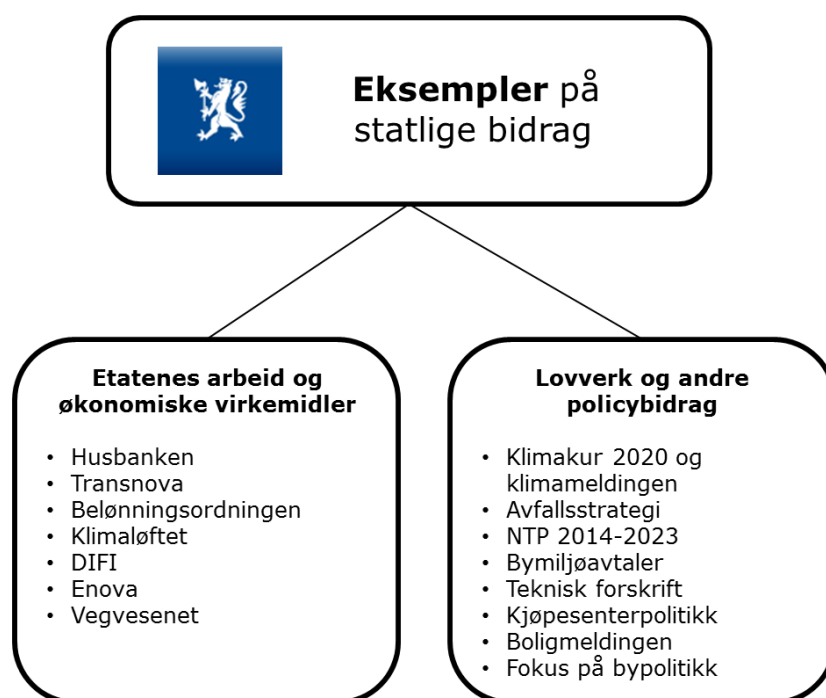 Eksempler på
statlige bidrag
Etatenes arbeid og
økonomiske virkemidler
• Husbanken
• Transnova
• Belønningsordningen
• Klimaløftet
• DIFI
• Enova
• Vegvesenet
Lovverk og andre
policybidrag
• Klimakur 2020 og
klimameldingen
• Avfallsstrategi
• NTP 2014-2023
• Bymiljøavtaler
• Teknisk forskrift
• Kjøpesenterpolitikk
• Boligmeldingen
• Fokus på bypolitikk